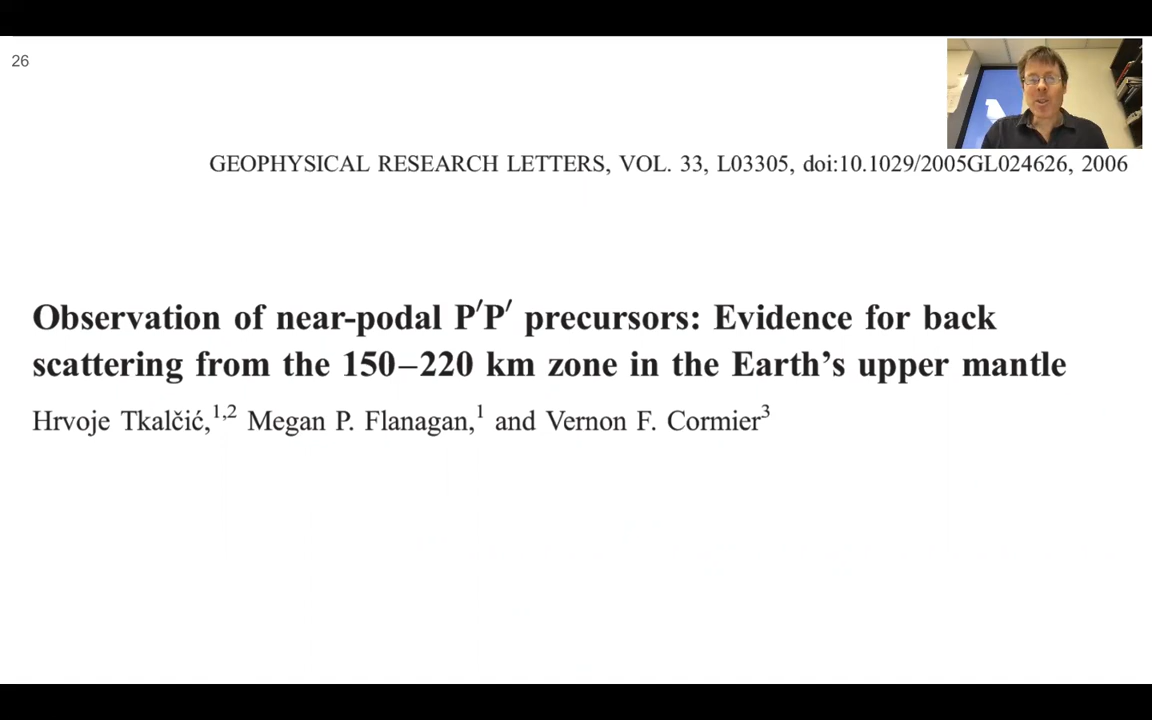 26
GEOPHYSICAL RESEARCH LETTERS, VOL. 33, L03305, doi:10.1029/2005GL024626, 2006
Observation of near-podal P′P′ precursors: Evidence for back
scattering from the 150–220 km zone in the Earth’s upper mantle
Hrvoje Tkalčić,1,2 Megan P. Flanagan,1 and Vernon F. Cormier3